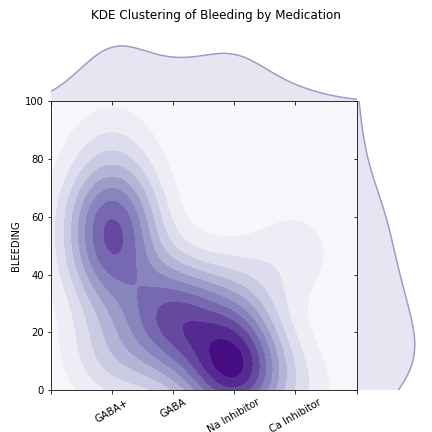 KDE Clustering of Bleeding by Medication
100
80
60
40
20
0
BLEEDING
GABA+
GABA
Na Inhibitor
Ca Inhibitor